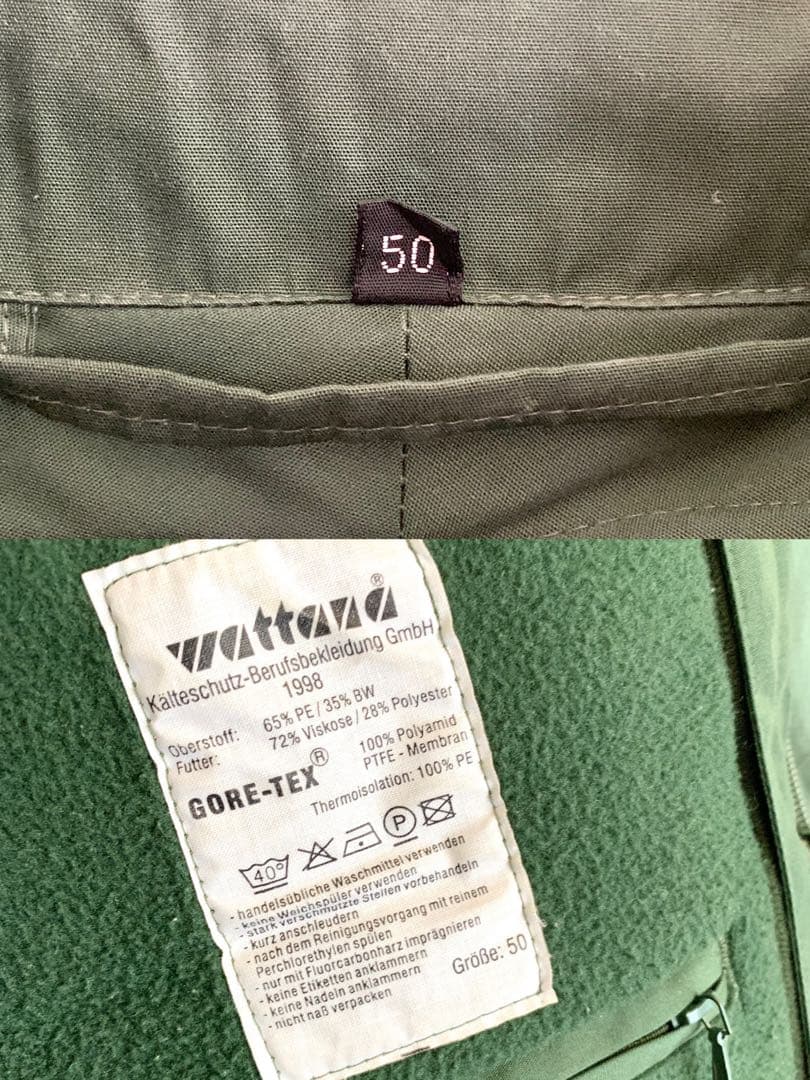 50
wattana®
Kälteschutz-Berufsbekleidung GmbH
1998
Oberstoff: 65% PE / 35% BW
Futter: 72% Viskose / 28% Polyester
GORE-TEX® 100% Polyamid
PTFE - Membran
Thermoisolation: 100% PE
40° P
- handelsübliche Waschmittel verwenden
- keine Weichspüler verwenden
- stark verschmutzte Stellen vorbehandeln
- kurz anschleudern
- nach dem Reinigungsvorgang mit reinem
Perchlorethylen spülen
- nur mit Fluorcarbonharz imprägnieren
- keine Etiketten anklammern
- keine Nadeln anklammern
- nicht naß verpacken
Größe: 50